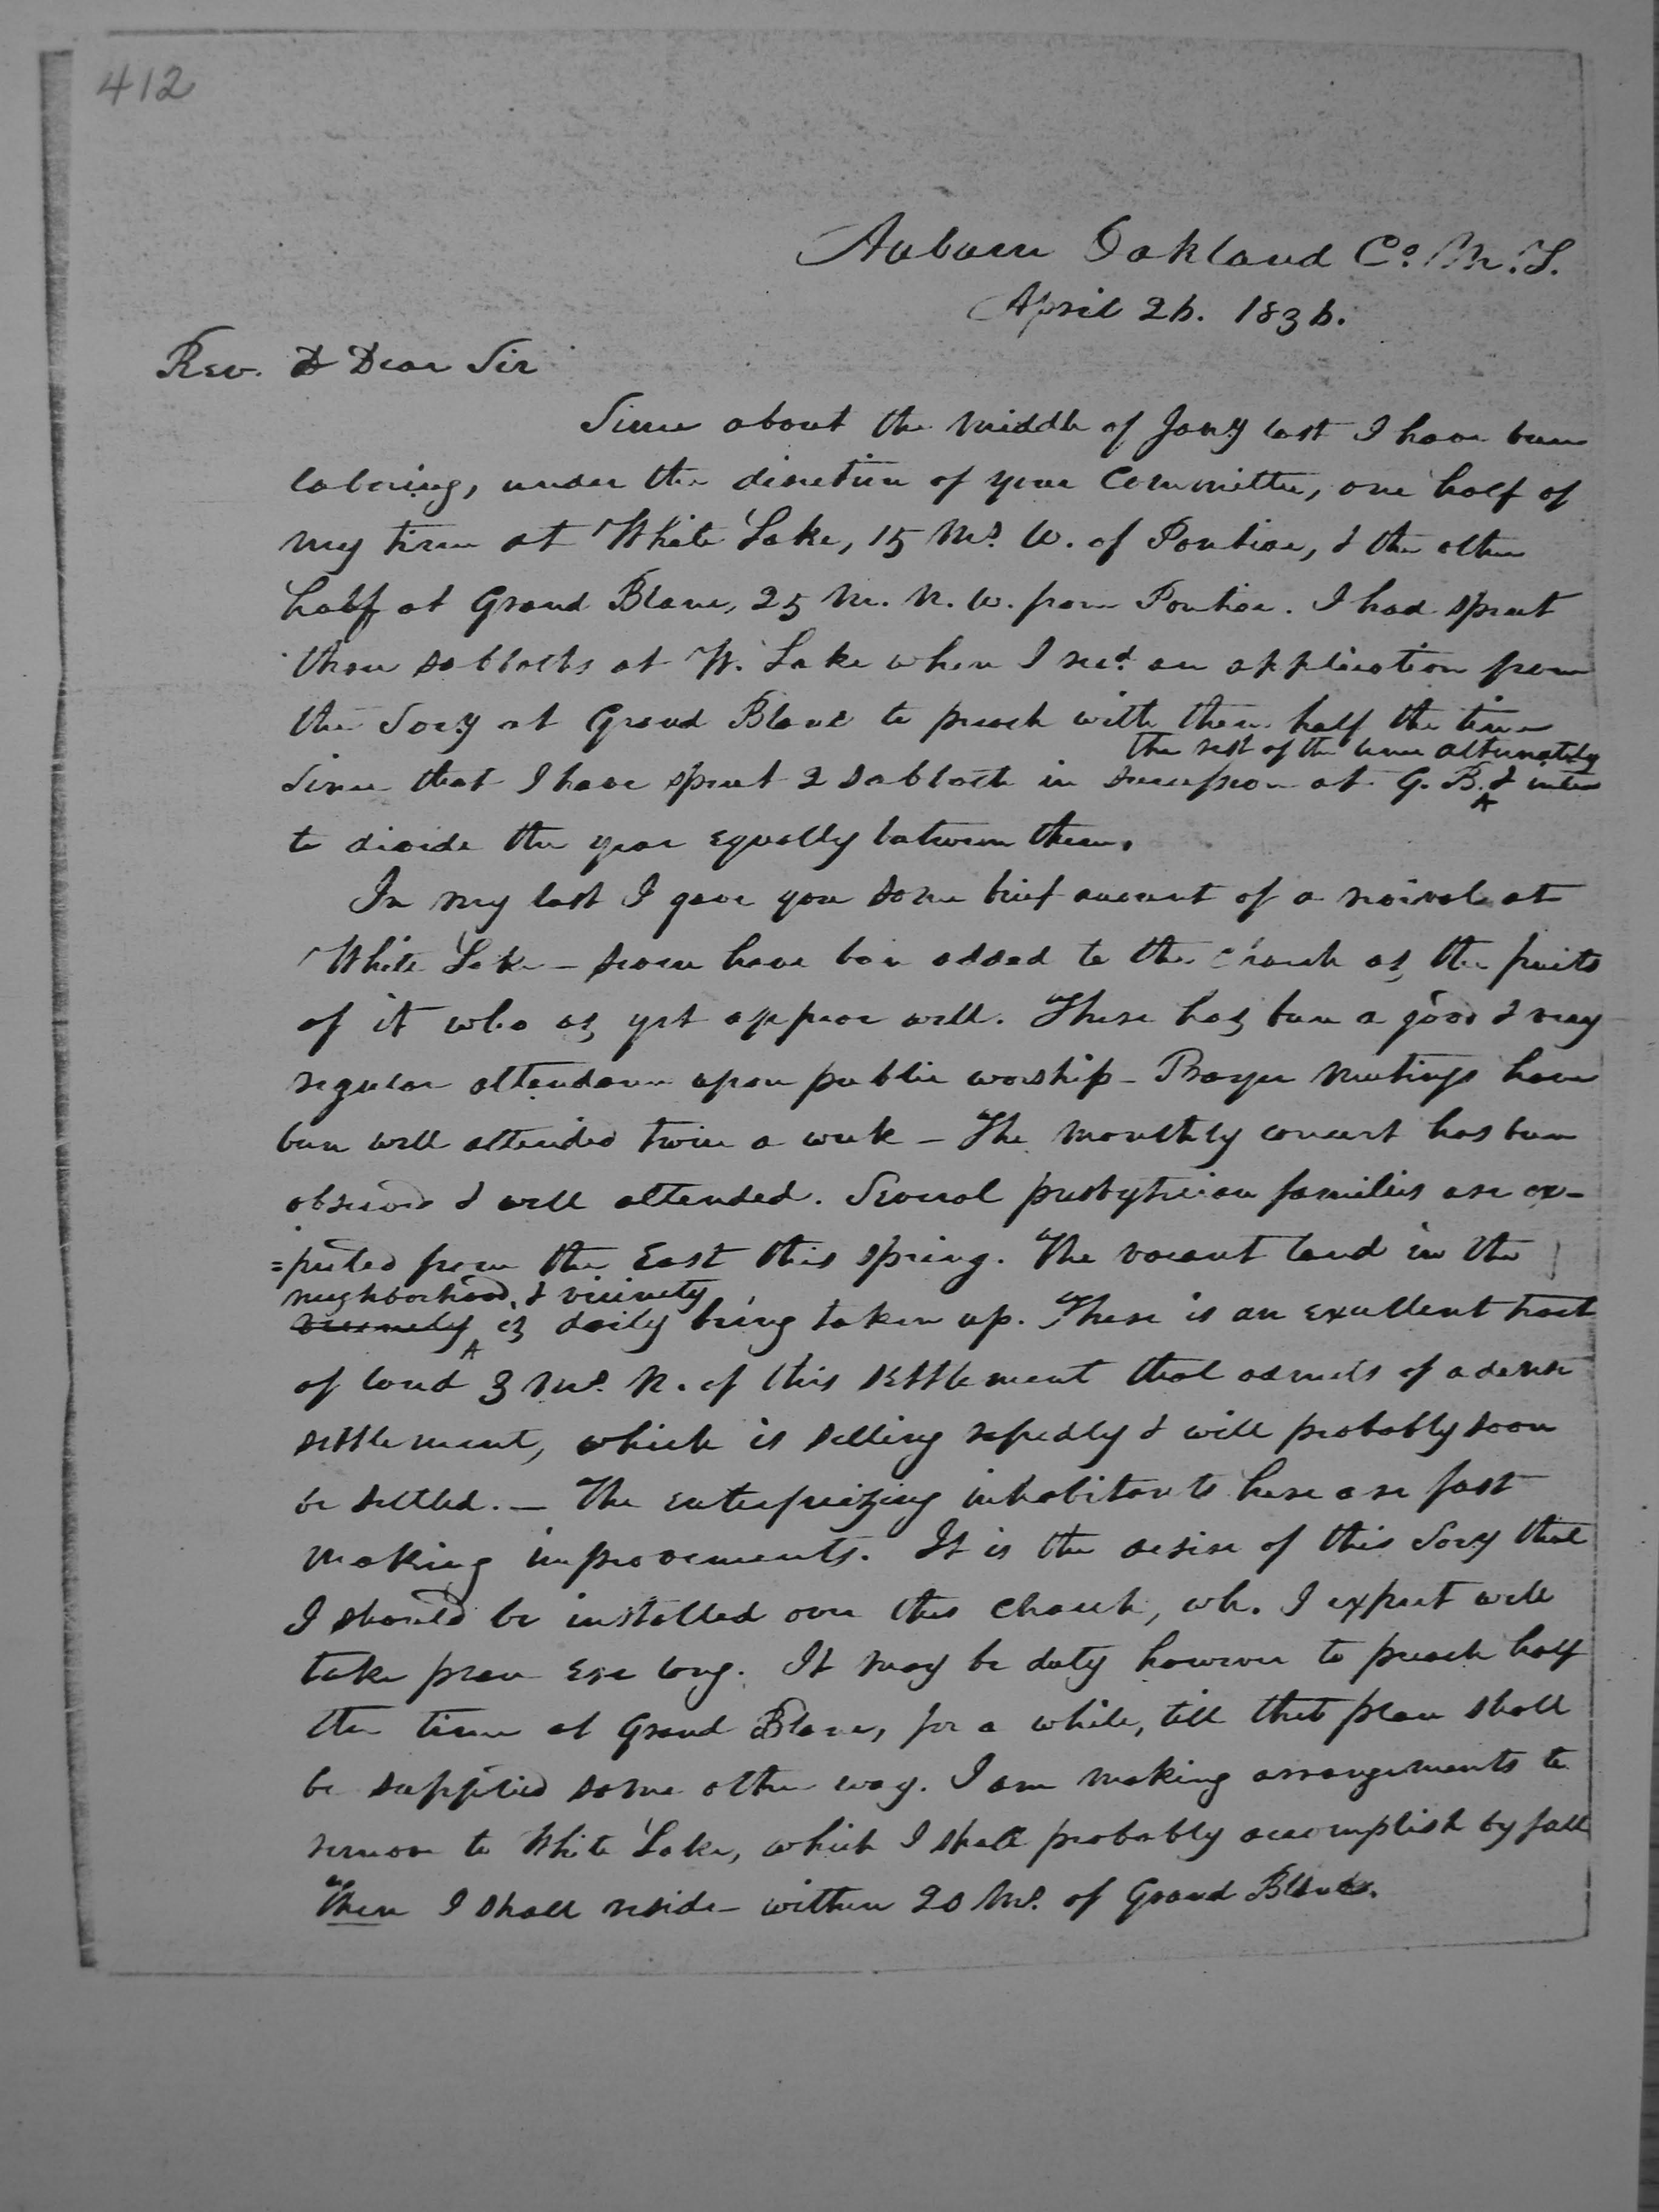 412
Auburn Oakland Co. M.T.
April 26. 1836.
Rev. & Dear Sir
Since about the middle of Jany last I have been
laboring, under the direction of your Committee, one half of
my time at White Lake, 15 Ms. W. of Pontiac, & the other
half at Grand Blanc, 25 M. N. W. from Pontiac. I had spent
three sabbaths at W. Lake when I recd. an application from
the Socy at Grand Blanc to preach with them half the time
the rest of the time alternately
Since that I have spent 2 sabbath in succession at G. B. &
to divide the year equally between them.
In my last I gave you some brief account of a revival at
White Lake – seven have been added to the church as the fruits
of it who as yet appear well. There has been a good & very
regular attendance upon public worship – Prayer meetings have
been well attended twice a week – The monthly concert has been
observed & well attended. Several presbyterian families are ex-
=pected from the East this spring. The vacant land in the
neighborhood, & vicinity
vicinity is daily being taken up. There is an excellent tract
of land 3 Ms. N. of this settlement that admits of a dense
settlement, which is selling rapedly & will probably soon
be settled. – The enterprizing inhabitants here are fast
making improvements. It is the desire of this Socy that
I should be installed over this church, wh. I expect will
take place ere long. It may be duty however to preach half
the time at Grand Blanc, for a while, till that place shall
be supplied some other way. I am making arrangements to
remove to White Lake, which I shall probably accomplish by fall
Then I shall reside within 20 Ms. of Grand Blanc.